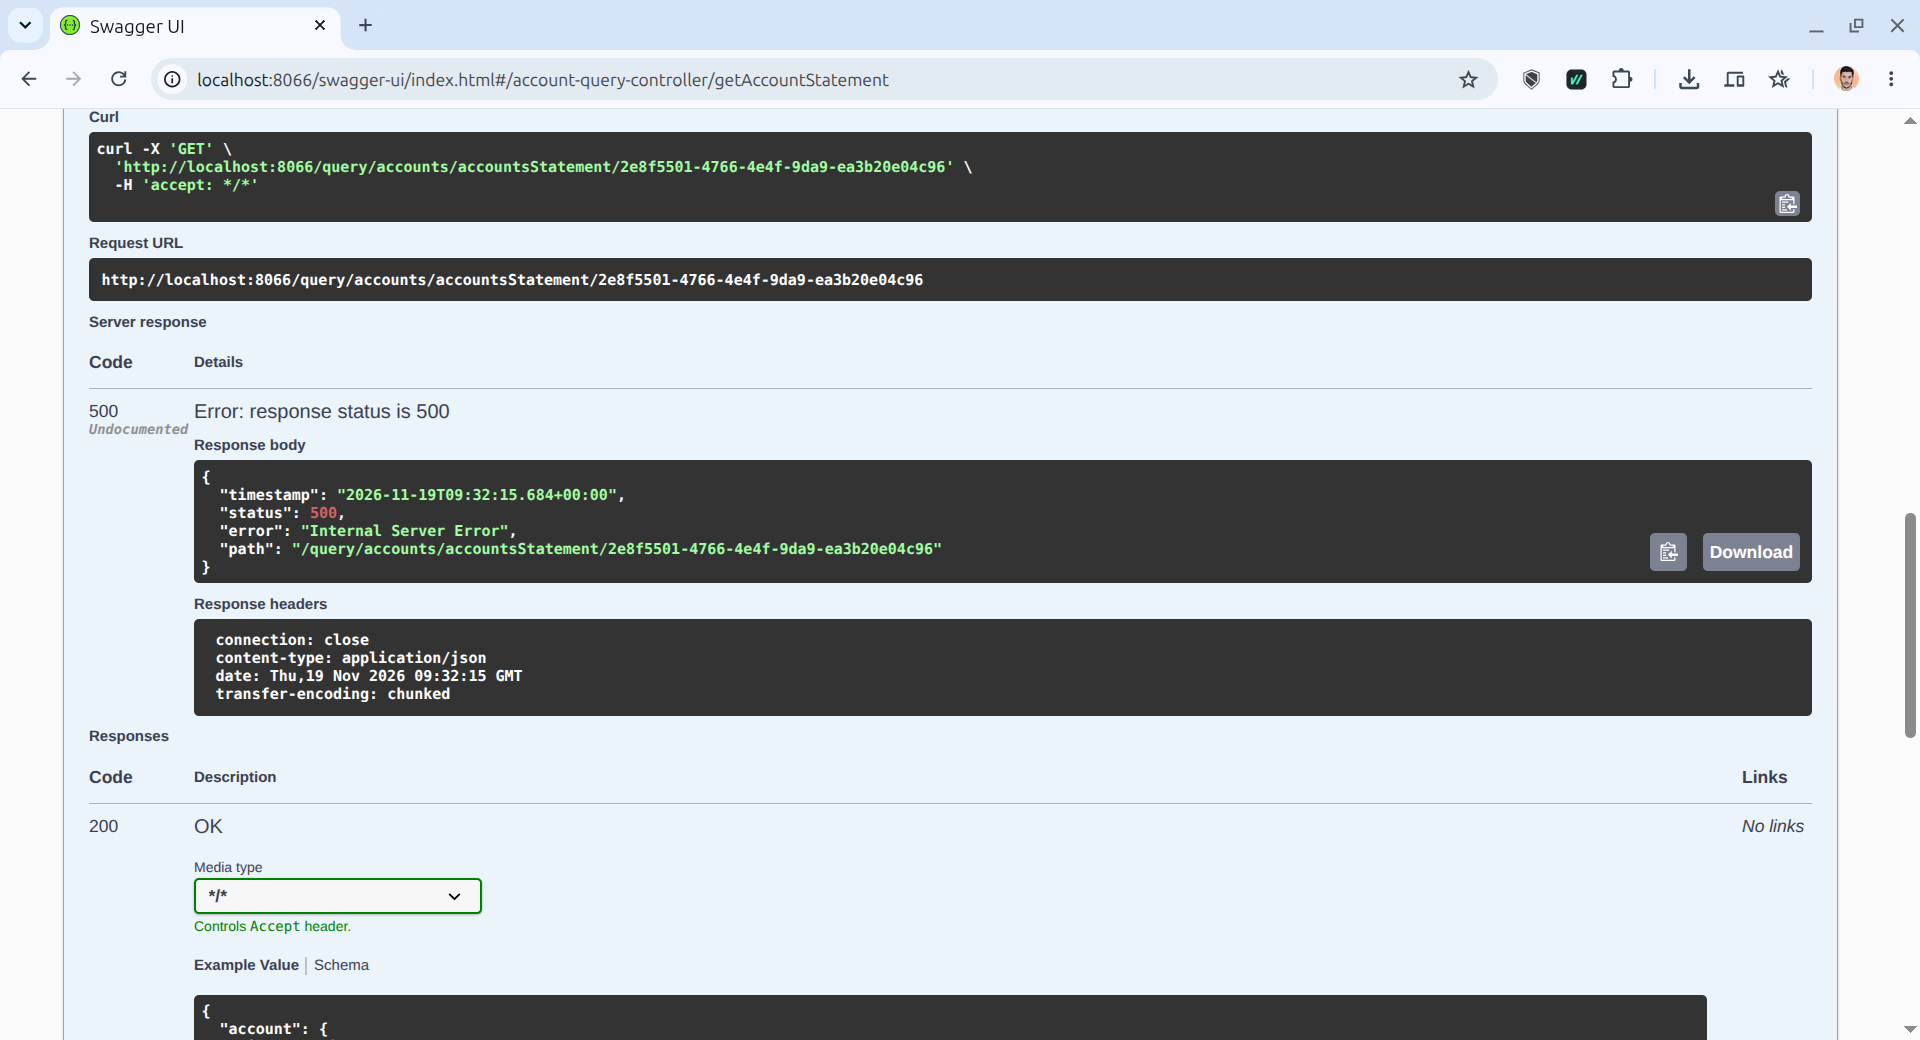 Swagger UI
localhost:8066/swagger-ui/index.html#/account-query-controller/getAccountStatement
Curl
curl -X 'GET' \
'http://localhost:8066/query/accounts/accountsStatement/2e8f5501-4766-4e4f-9da9-ea3b20e04c96' \
-H 'accept: */*'
Request URL
http://localhost:8066/query/accounts/accountsStatement/2e8f5501-4766-4e4f-9da9-ea3b20e04c96
Server response
Code Details
500 Error: response status is 500
Undocumented
Response body
{
"timestamp": "2026-11-19T09:32:15.684+00:00",
"status": 500,
"error": "Internal Server Error",
"path": "/query/accounts/accountsStatement/2e8f5501-4766-4e4f-9da9-ea3b20e04c96"
}
Download
Response headers
connection: close
content-type: application/json
date: Thu,19 Nov 2026 09:32:15 GMT
transfer-encoding: chunked
Responses
Code Description Links
200 OK No links
Media type
*/*
Controls Accept header.
Example Value Schema
{
"account": {